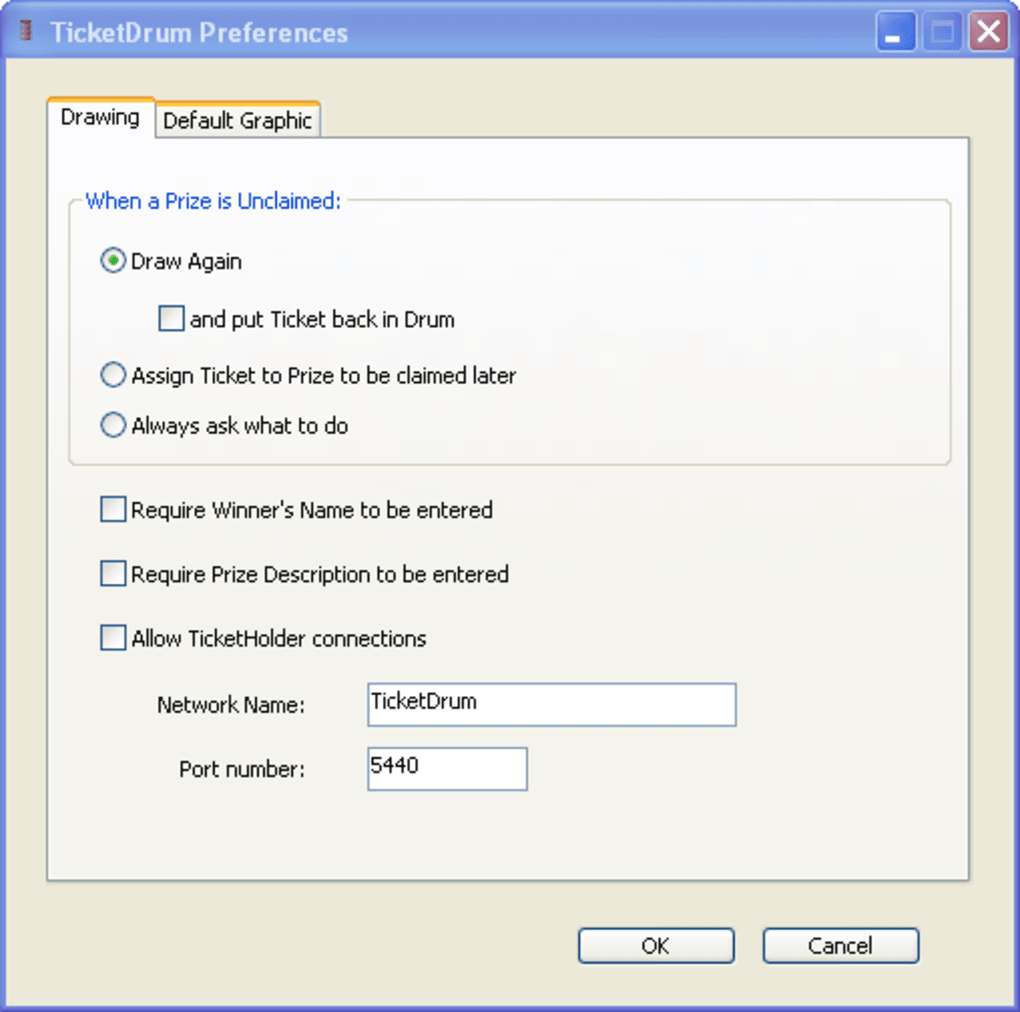 TicketDrum Preferences
Drawing
Default Graphic
When a Prize is Unclaimed:
Draw Again
and put Ticket back in Drum
Assign Ticket to Prize to be claimed later
Always ask what to do
Require Winner's Name to be entered
Require Prize Description to be entered
Allow TicketHolder connections
Network Name: TicketDrum
Port number: 5440
OK Cancel